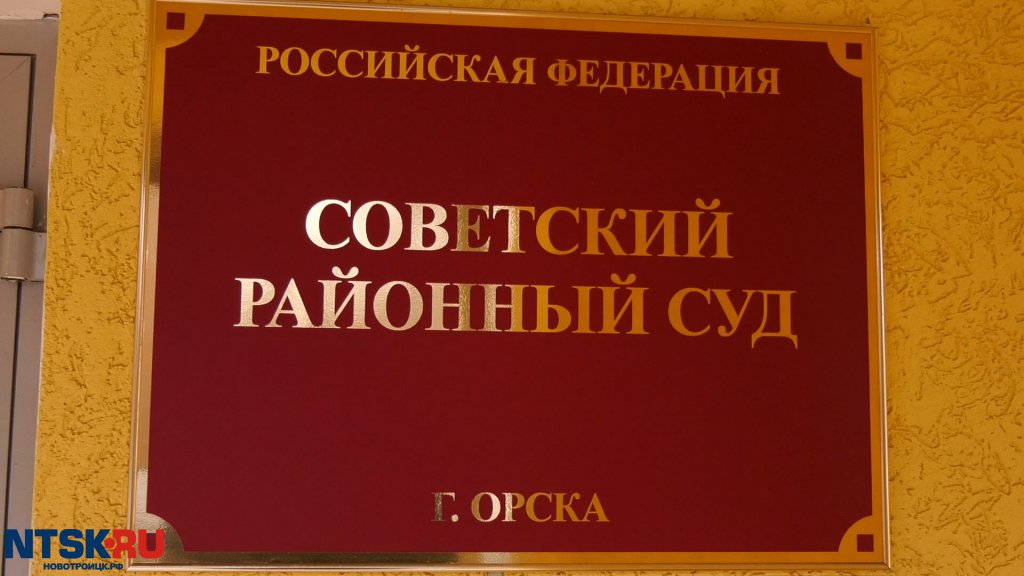 РОССИЙСКАЯ ФЕДЕРАЦИЯ
СОВЕТСКИЙ
РАЙОННЫЙ СУД
Г. ОРСКА
NTSK.RU
НОВОТРОИЦК.РФ